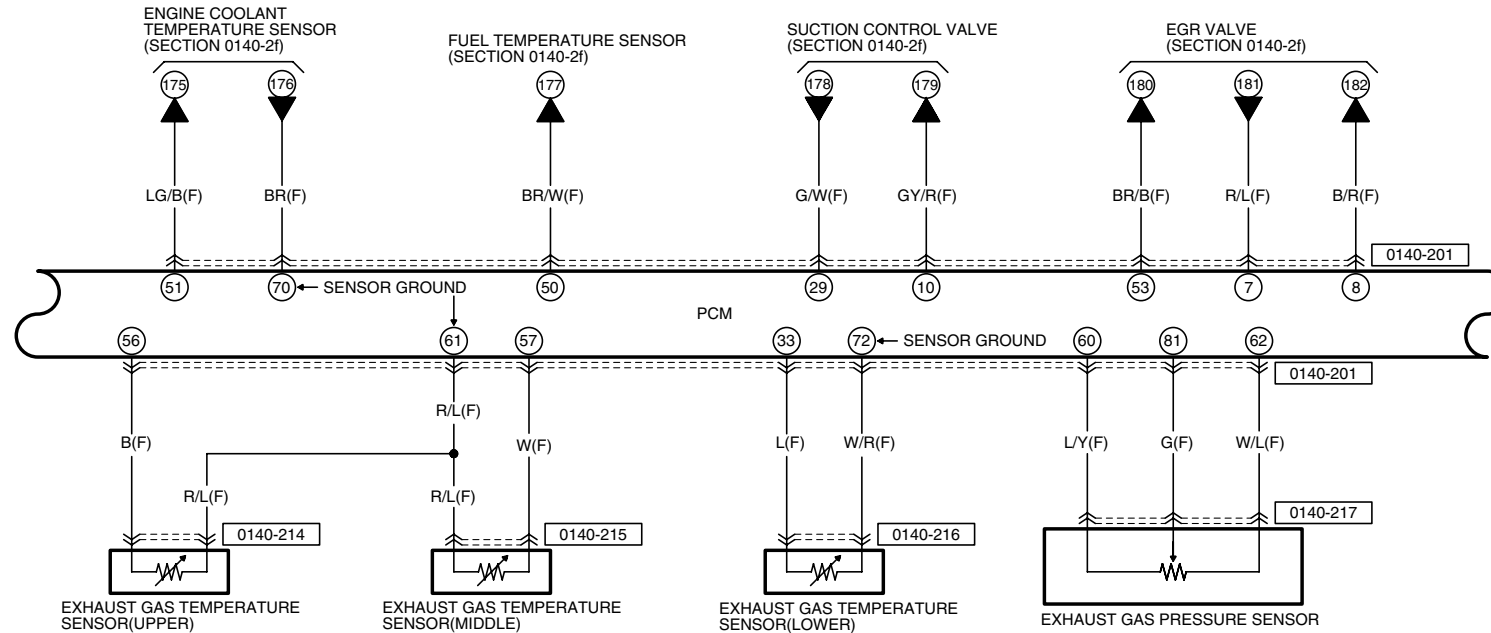 ENGINE COOLANT
TEMPERATURE SENSOR
(SECTION 0140-2f)
FUEL TEMPERATURE SENSOR
(SECTION 0140-2f)
SUCTION CONTROL VALVE
(SECTION 0140-2f)
EGR VALVE
(SECTION 0140-2f)
175 176 177 178 179 180 181 182
LG/B(F) BR(F) BR/W(F) G/W(F) GY/R(F) BR/B(F) R/L(F) B/R(F)
0140-201
51 70 SENSOR GROUND 50 29 10 53 7 8
PCM
56 61 57 33 72 SENSOR GROUND 60 81 62
0140-201
R/L(F)
B(F) W(F) L(F) W/R(F) L/Y(F) G(F) W/L(F)
R/L(F) R/L(F)
0140-217
0140-214 0140-215 0140-216
EXHAUST GAS TEMPERATURE
SENSOR(UPPER)
EXHAUST GAS TEMPERATURE
SENSOR(MIDDLE)
EXHAUST GAS TEMPERATURE
SENSOR(LOWER)
EXHAUST GAS PRESSURE SENSOR